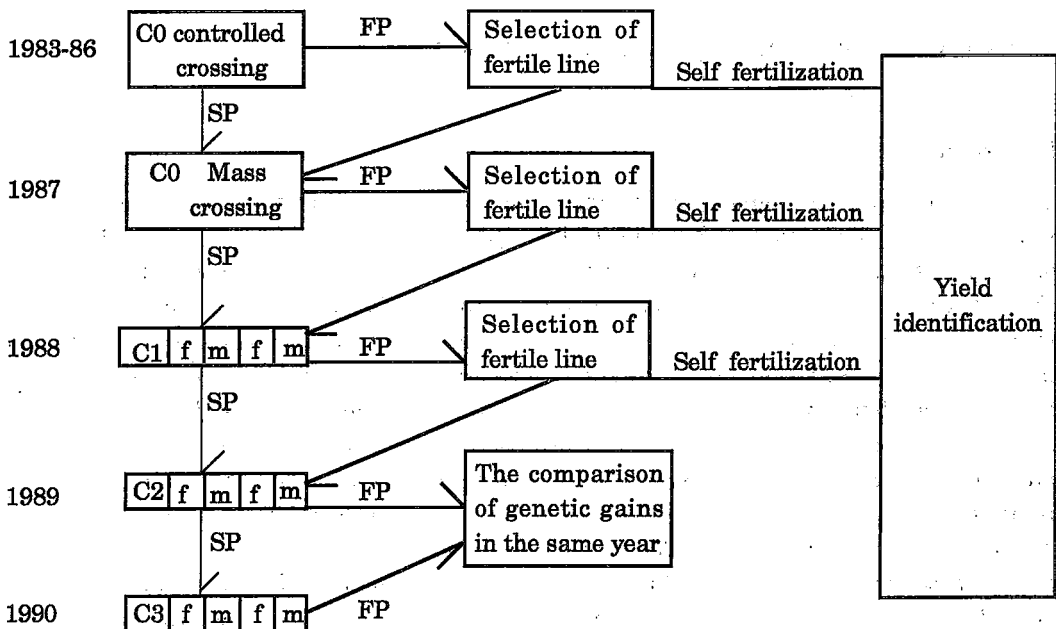 1983-86
C0 controlled
crossing
FP
Selection of
fertile line
Self fertilization
SP
1987
C0 Mass
crossing
FP
Selection of
fertile line
Self fertilization
SP
Yield
identification
1988
C1 f m f m
FP
Selection of
fertile line
Self fertilization
SP
1989
C2 f m f m
FP
The comparison
of genetic gains
in the same year
SP
1990
C3 f m f m
FP